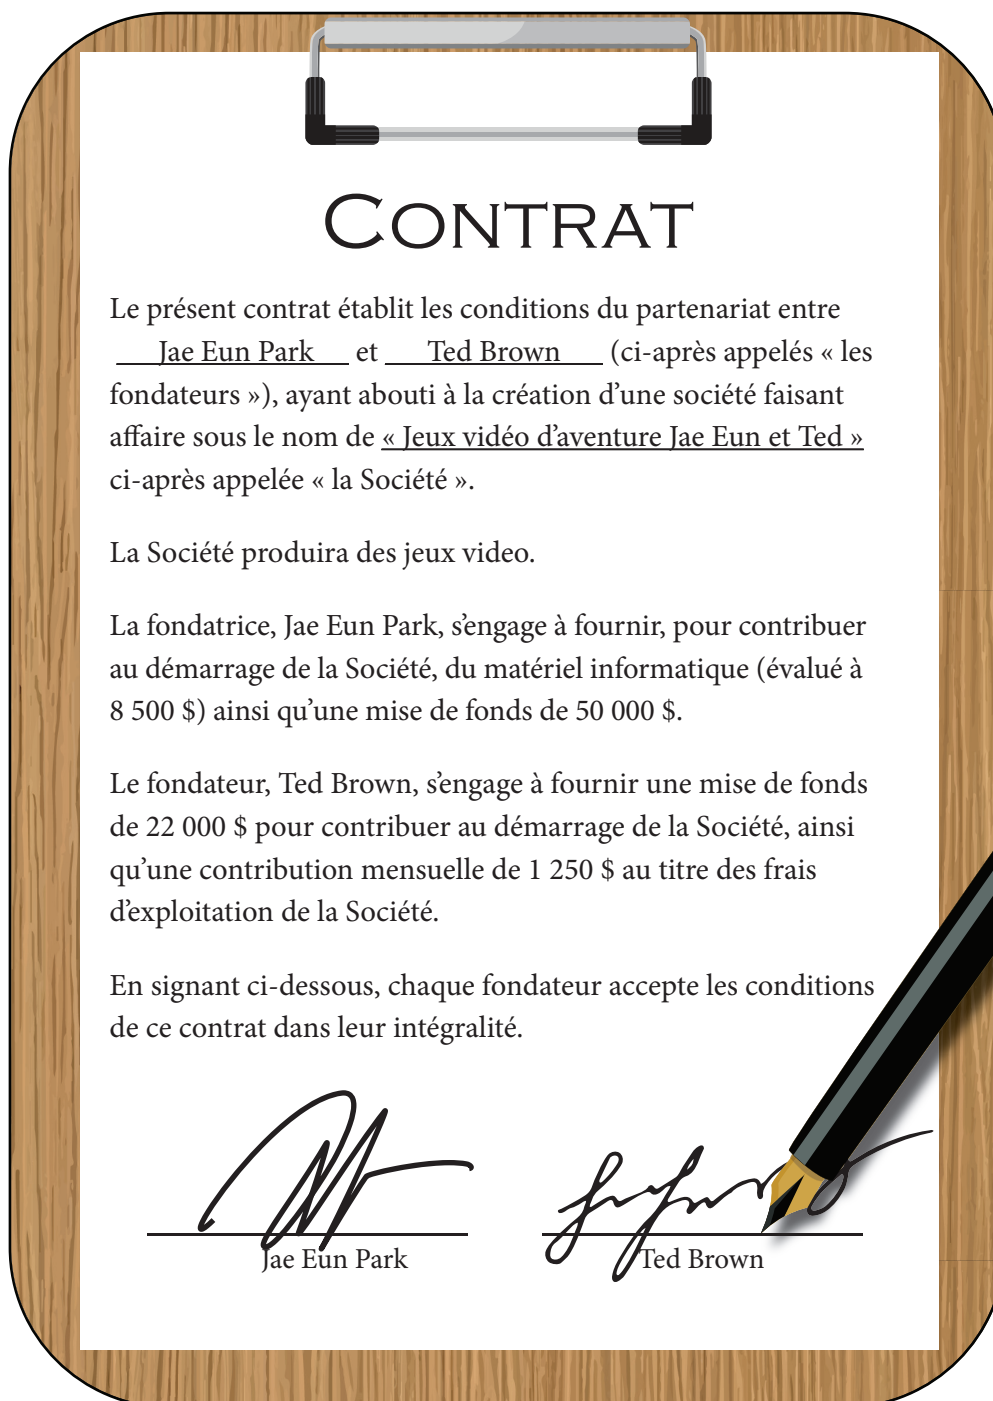 CONTRAT
Le présent contrat établit les conditions du partenariat entre
Jae Eun Park et Ted Brown (ci-après appelés « les
fondateurs »), ayant abouti à la création d’une société faisant
affaire sous le nom de « Jeux vidéo d’aventure Jae Eun et Ted »
ci-après appelée « la Société ».
La Société produira des jeux video.
La fondatrice, Jae Eun Park, s’engage à fournir, pour contribuer
au démarrage de la Société, du matériel informatique (évalué à
8 500 $) ainsi qu’une mise de fonds de 50 000 $.
Le fondateur, Ted Brown, s’engage à fournir une mise de fonds
de 22 000 $ pour contribuer au démarrage de la Société, ainsi
qu’une contribution mensuelle de 1 250 $ au titre des frais
d’exploitation de la Société.
En signant ci-dessous, chaque fondateur accepte les conditions
de ce contrat dans leur intégralité.
Jae Eun Park Ted Brown